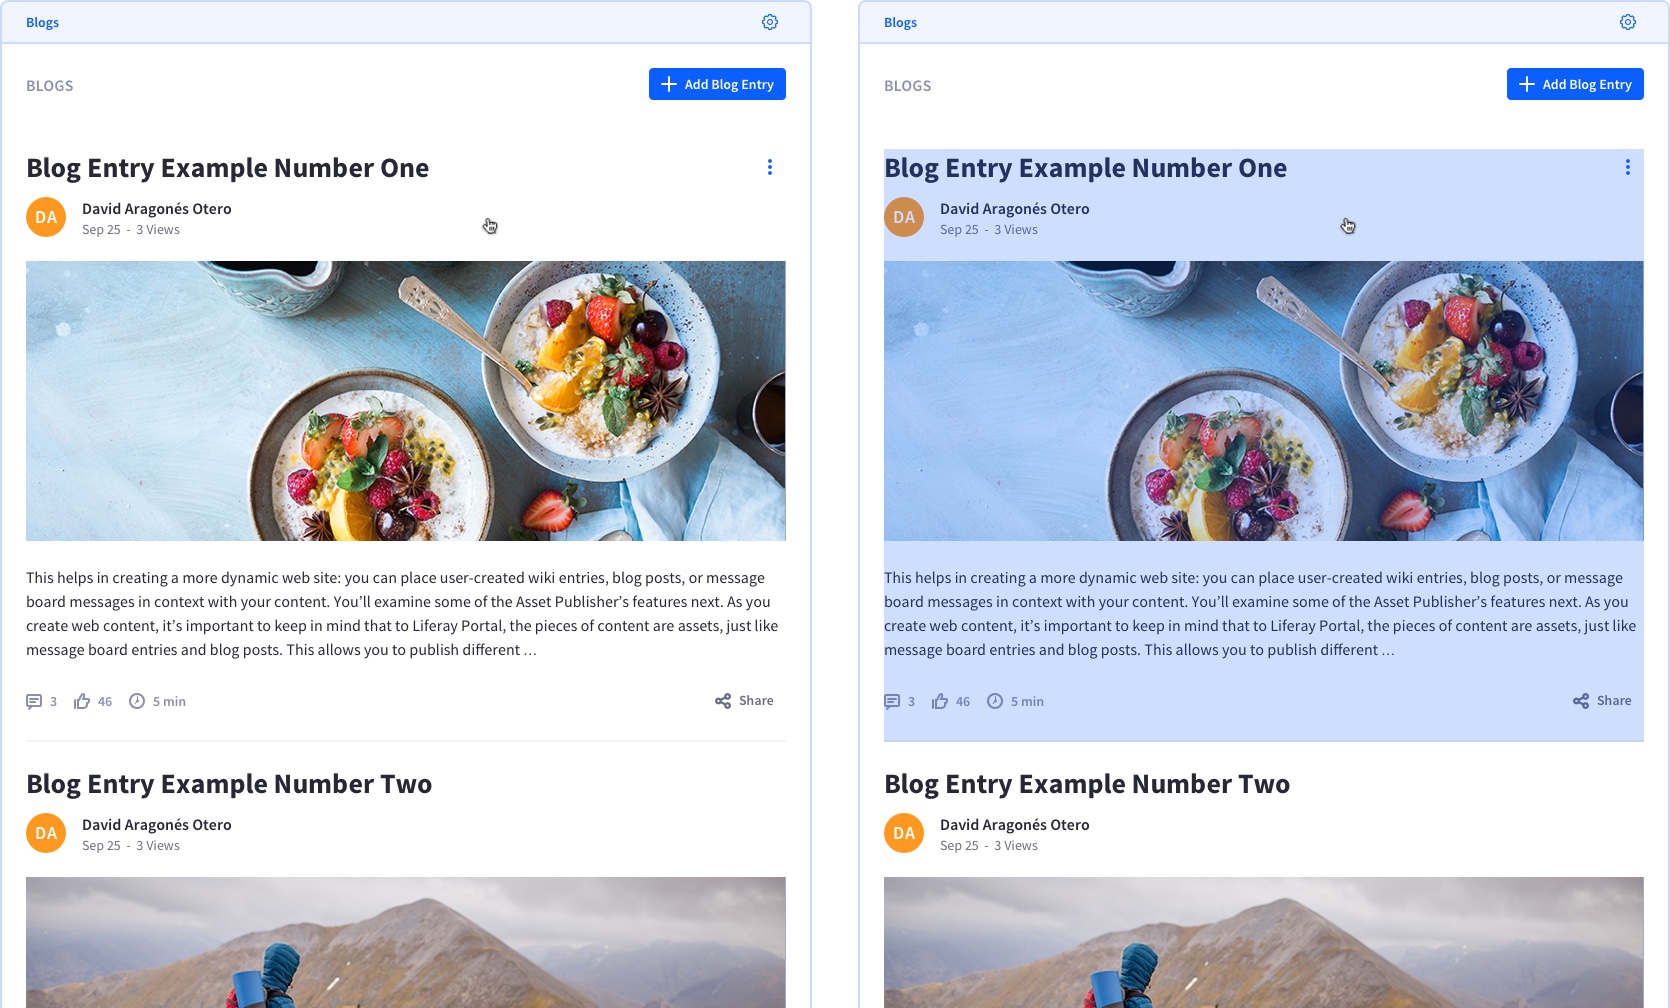 Blogs
BLOGS
Add Blog Entry
Blog Entry Example Number One
DA
David Aragonés Otero
Sep 25 - 3 Views
This helps in creating a more dynamic web site: you can place user-created wiki entries, blog posts, or message
board messages in context with your content. You’ll examine some of the Asset Publisher’s features next. As you
create web content, it’s important to keep in mind that to Liferay Portal, the pieces of content are assets, just like
message board entries and blog posts. This allows you to publish different …
3 46 5 min Share
Blog Entry Example Number Two
DA
David Aragonés Otero
Sep 25 - 3 Views
Blogs
BLOGS
Add Blog Entry
Blog Entry Example Number One
DA
David Aragonés Otero
Sep 25 - 3 Views
This helps in creating a more dynamic web site: you can place user-created wiki entries, blog posts, or message
board messages in context with your content. You’ll examine some of the Asset Publisher’s features next. As you
create web content, it’s important to keep in mind that to Liferay Portal, the pieces of content are assets, just like
message board entries and blog posts. This allows you to publish different …
3 46 5 min Share
Blog Entry Example Number Two
DA
David Aragonés Otero
Sep 25 - 3 Views